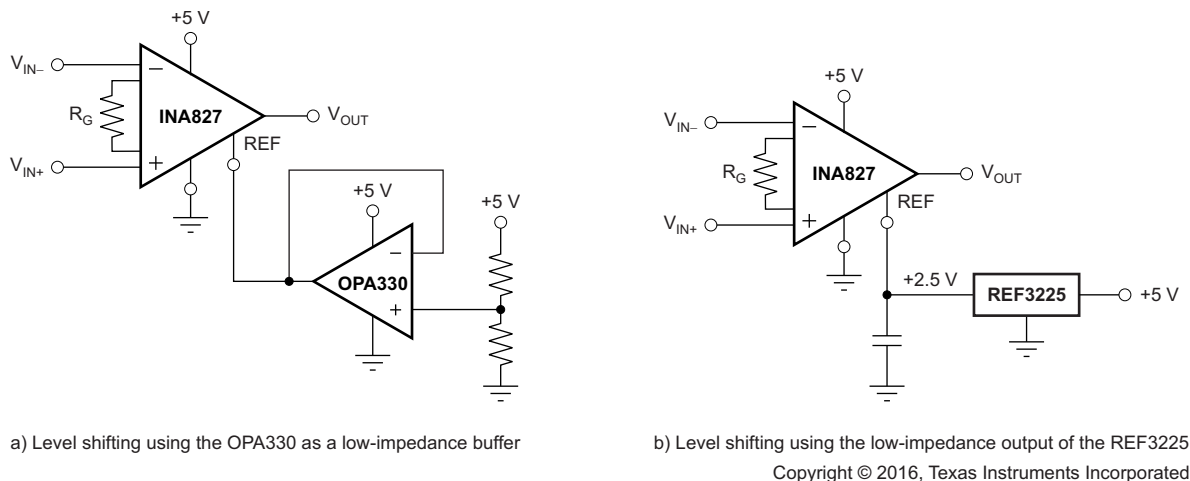 +5 V
V_IN–
R_G
INA827
V_OUT
V_IN+
REF
+5 V
+5 V
OPA330
a) Level shifting using the OPA330 as a low-impedance buffer
+5 V
V_IN–
R_G
INA827
V_OUT
V_IN+
REF
+2.5 V
REF3225
+5 V
b) Level shifting using the low-impedance output of the REF3225
Copyright © 2016, Texas Instruments Incorporated